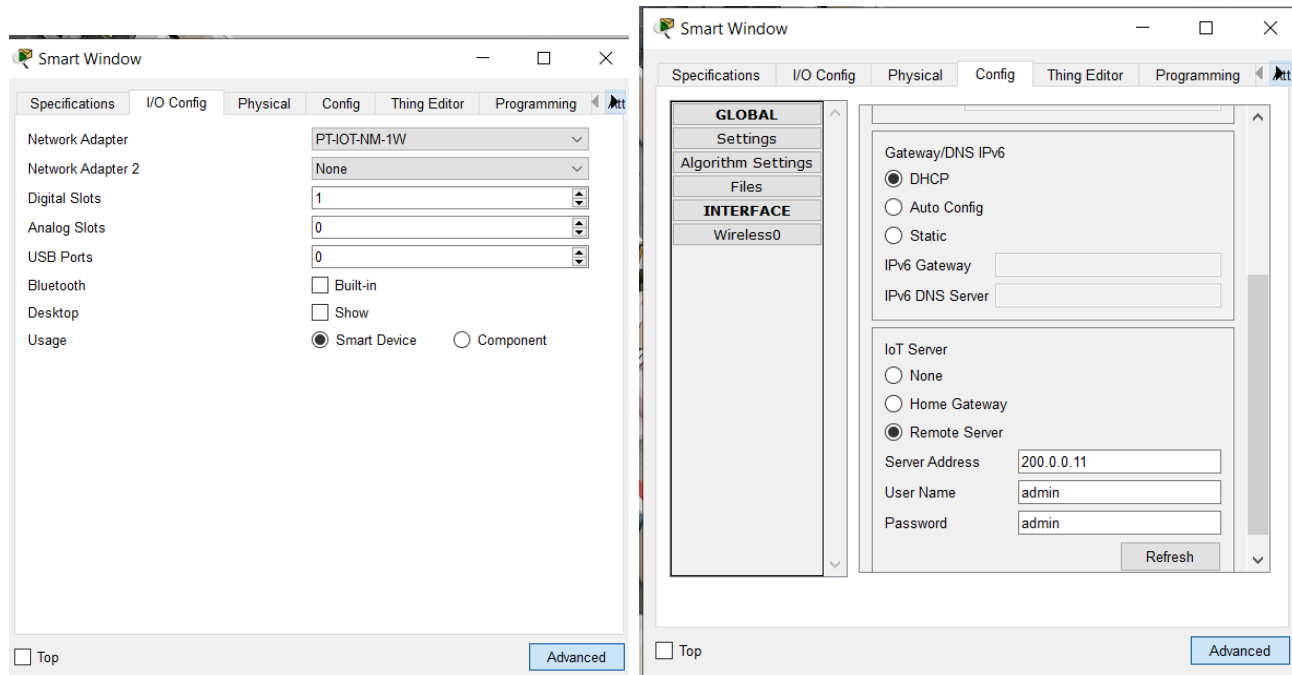 Smart Window
Specifications I/O Config Physical Config Thing Editor Programming Att
Network Adapter PT-IOT-NM-1W
Network Adapter 2 None
Digital Slots 1
Analog Slots 0
USB Ports 0
Bluetooth Built-in
Desktop Show
Usage Smart Device Component
Top Advanced
Smart Window
Specifications I/O Config Physical Config Thing Editor Programming Att
GLOBAL
Settings
Algorithm Settings
Files
INTERFACE
Wireless0
Gateway/DNS IPv6
DHCP
Auto Config
Static
IPv6 Gateway
IPv6 DNS Server
IoT Server
None
Home Gateway
Remote Server
Server Address 200.0.0.11
User Name admin
Password admin
Refresh
Top Advanced